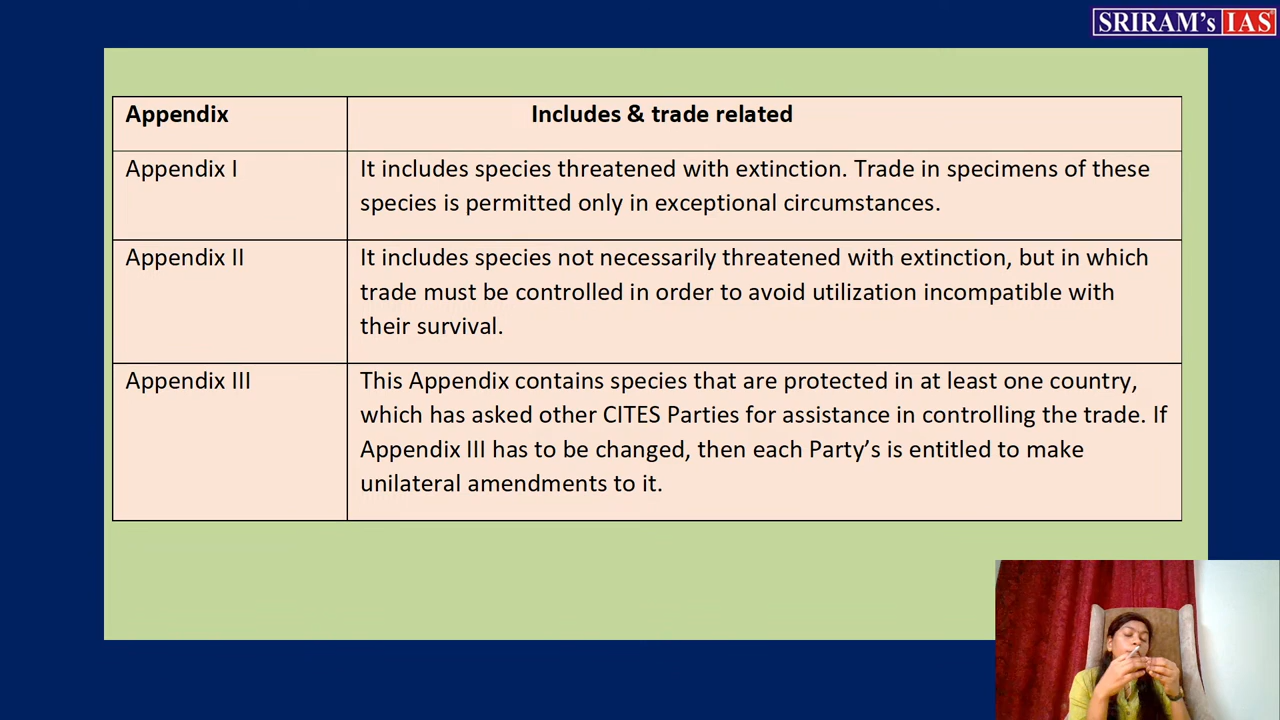 SRIRAM's IAS
Appendix Includes & trade related
Appendix I It includes species threatened with extinction. Trade in specimens of these
species is permitted only in exceptional circumstances.
Appendix II It includes species not necessarily threatened with extinction, but in which
trade must be controlled in order to avoid utilization incompatible with
their survival.
Appendix III This Appendix contains species that are protected in at least one country,
which has asked other CITES Parties for assistance in controlling the trade. If
Appendix III has to be changed, then each Party’s is entitled to make
unilateral amendments to it.